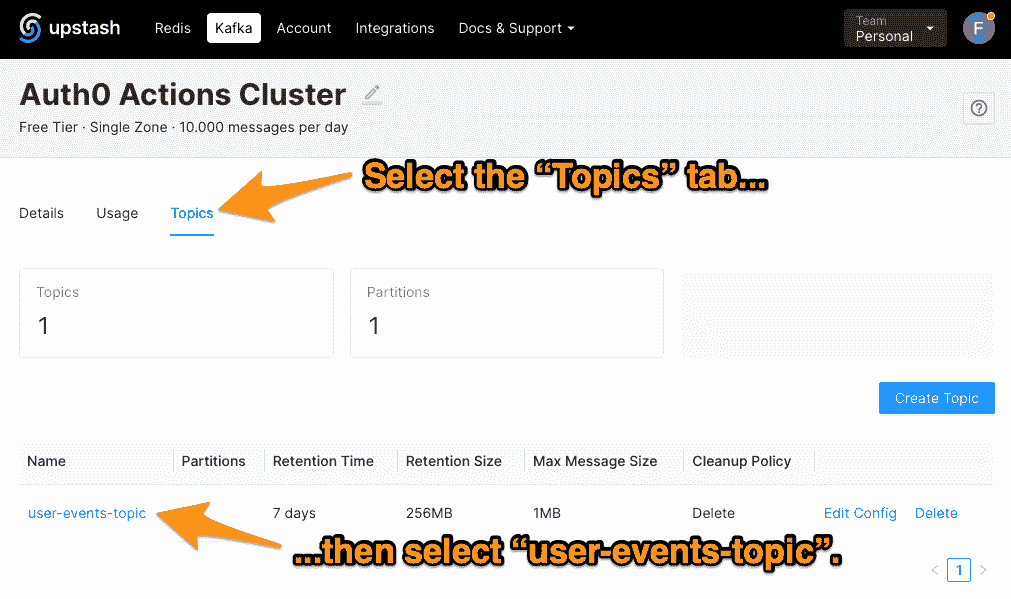 upstash Redis Kafka Account Integrations Docs & Support Team
Personal F
Auth0 Actions Cluster
Free Tier · Single Zone · 10.000 messages per day
Select the “Topics” tab...
Details Usage Topics
Topics Partitions
1 1
Create Topic
Name Partitions Retention Time Retention Size Max Message Size Cleanup Policy
user-events-topic 7 days 256MB 1MB Delete Edit Config Delete
...then select “user-events-topic”.
< 1 >